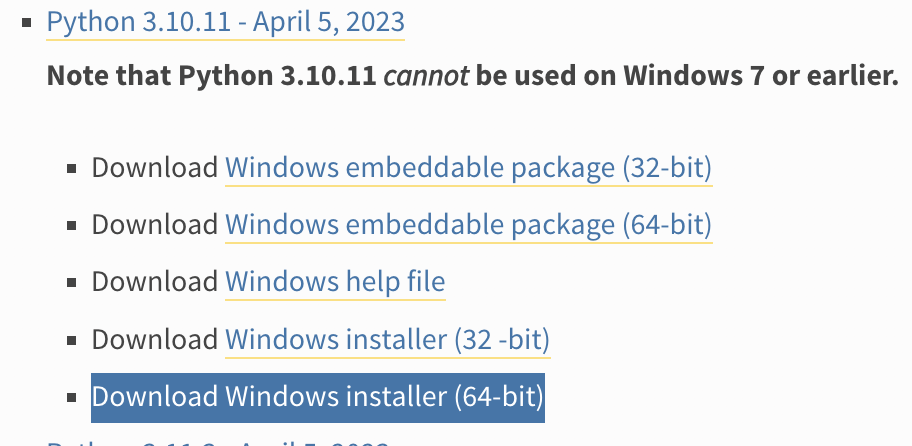 Python 3.10.11 - April 5, 2023
Note that Python 3.10.11 cannot be used on Windows 7 or earlier.
Download Windows embeddable package (32-bit)
Download Windows embeddable package (64-bit)
Download Windows help file
Download Windows installer (32 -bit)
Download Windows installer (64-bit)